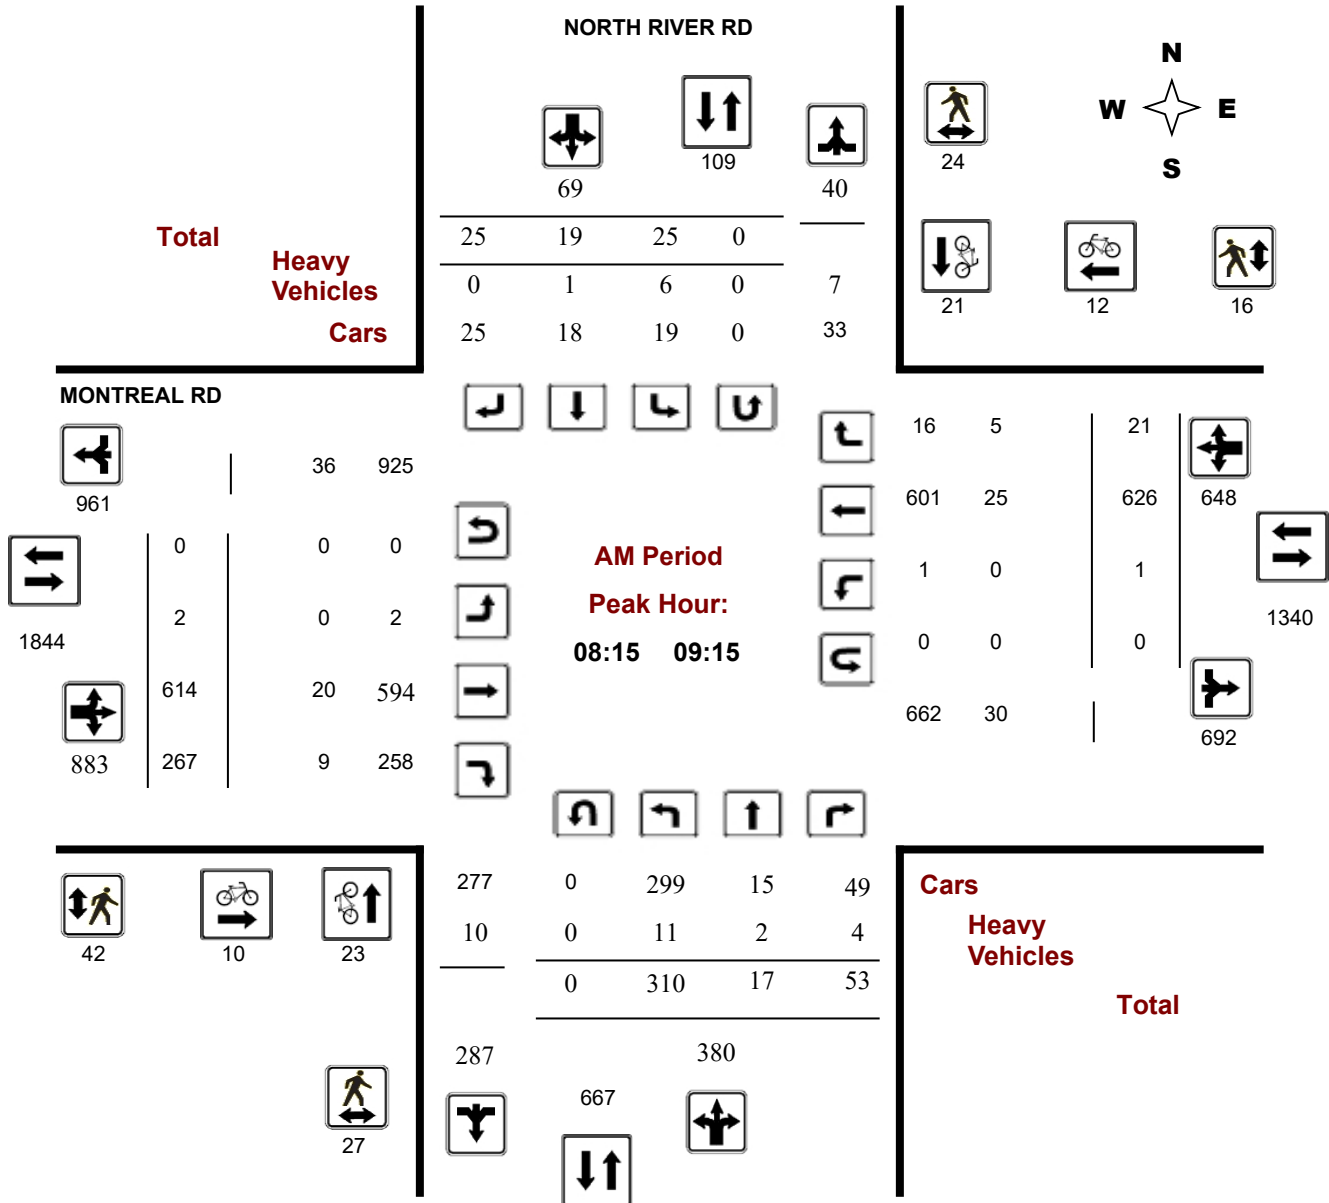 NORTH RIVER RD
N
W E
S
109
24
69
40
Total
25 19 25 0
Heavy
Vehicles
0 1 6 0 7
21 12 16
Cars
25 18 19 0 33
MONTREAL RD
16 5 21
36 925
961
601 25 626 648
0 0 0
AM Period
1 0 1
2 0 2
Peak Hour:
1340
1844
08:15 09:15
0 0 0
614 20 594
662 30
692
883 267 9 258
277 0 299 15 49
Cars
10 0 11 2 4
Heavy
Vehicles
42 10 23
0 310 17 53
Total
287 380
667
27